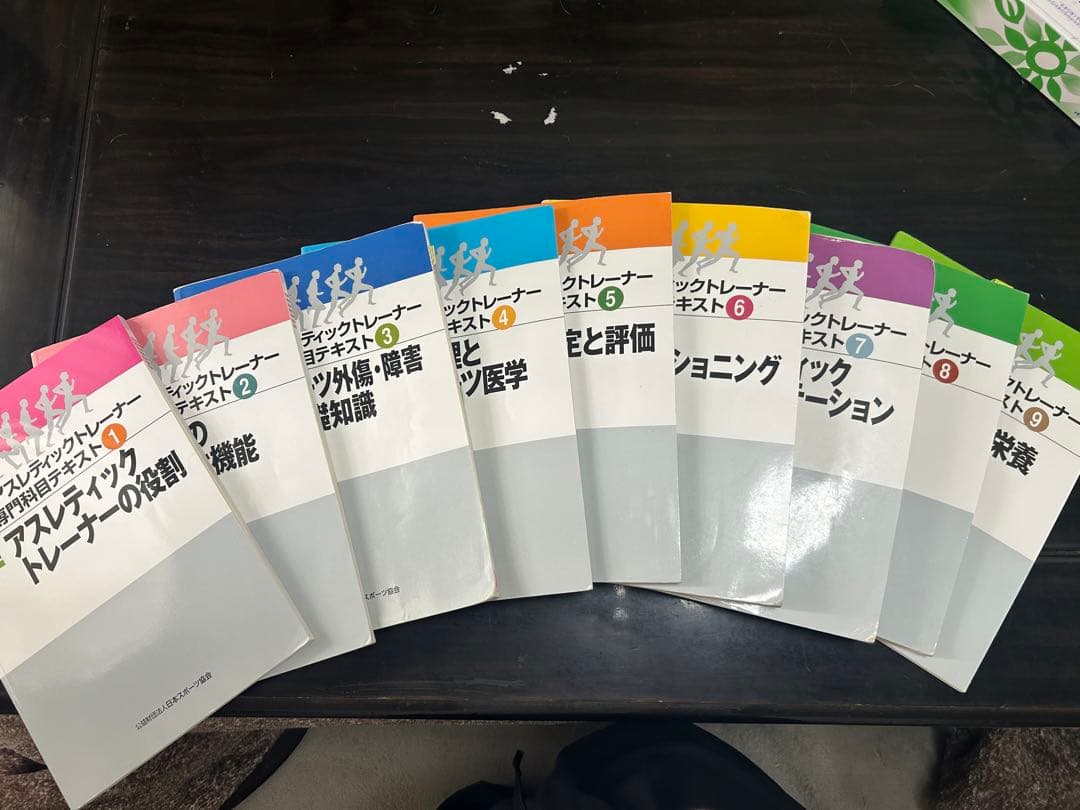 アスレティックトレーナー
専門科目テキスト 1
アスレティック
トレーナーの役割
公益財団法人日本スポーツ協会
ティックトレーナー
テキスト 2
の
機能
ティックトレーナー
目テキスト 3
ツ外傷・障害
礎知識
スポーツ協会
ィックトレーナー
キスト 4
理と
ーツ医学
ックトレーナー
キスト 5
定と評価
ックトレーナー
テキスト 6
ショニング
ックトレーナー
キスト 7
ィック
テーション
クトレーナー
スト 8
トレーナー
スト 9
栄養